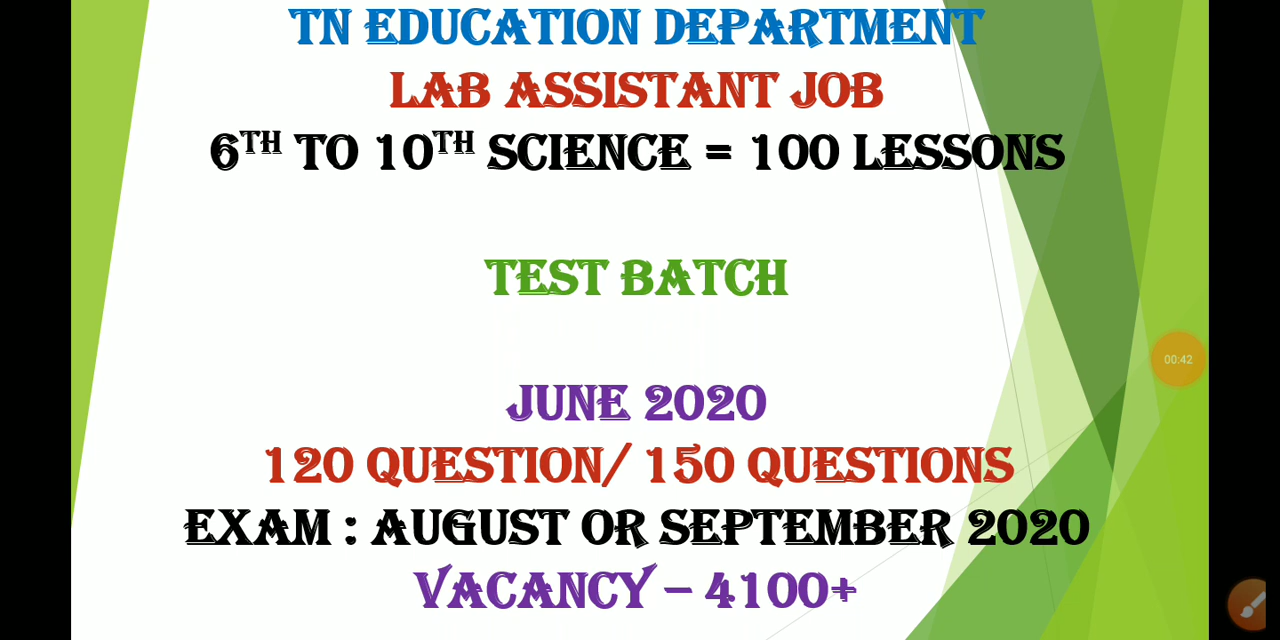 TN EDUCATION DEPARTMENT
LAB ASSISTANT JOB
6TH TO 10TH SCIENCE = 100 LESSONS
TEST BATCH
JUNE 2020
00:42
120 QUESTION/ 150 QUESTIONS
EXAM : AUGUST OR SEPTEMBER 2020
VACANCY – 4100+